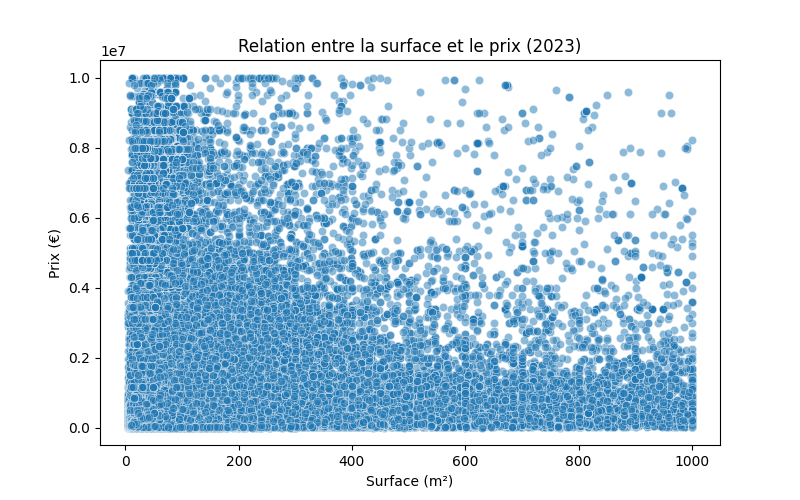 Relation entre la surface et le prix (2023)
1e7
1.0
0.8
0.6
0.4
0.2
0.0
Prix (€)
0 200 400 600 800 1000
Surface (m²)